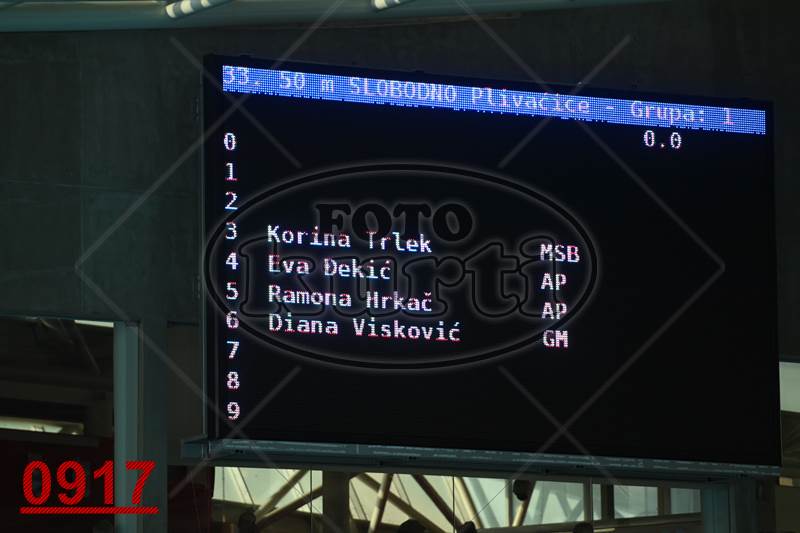 33. 50 m SLOBODNO Plivačice - Grupa: 1
0.0
0
1
2
3 Korina Trlek MSB
4 Eva Đekić AP
5 Ramona Hrkač AP
6 Diana Visković GM
7
8
9
FOTO
kurti
0917